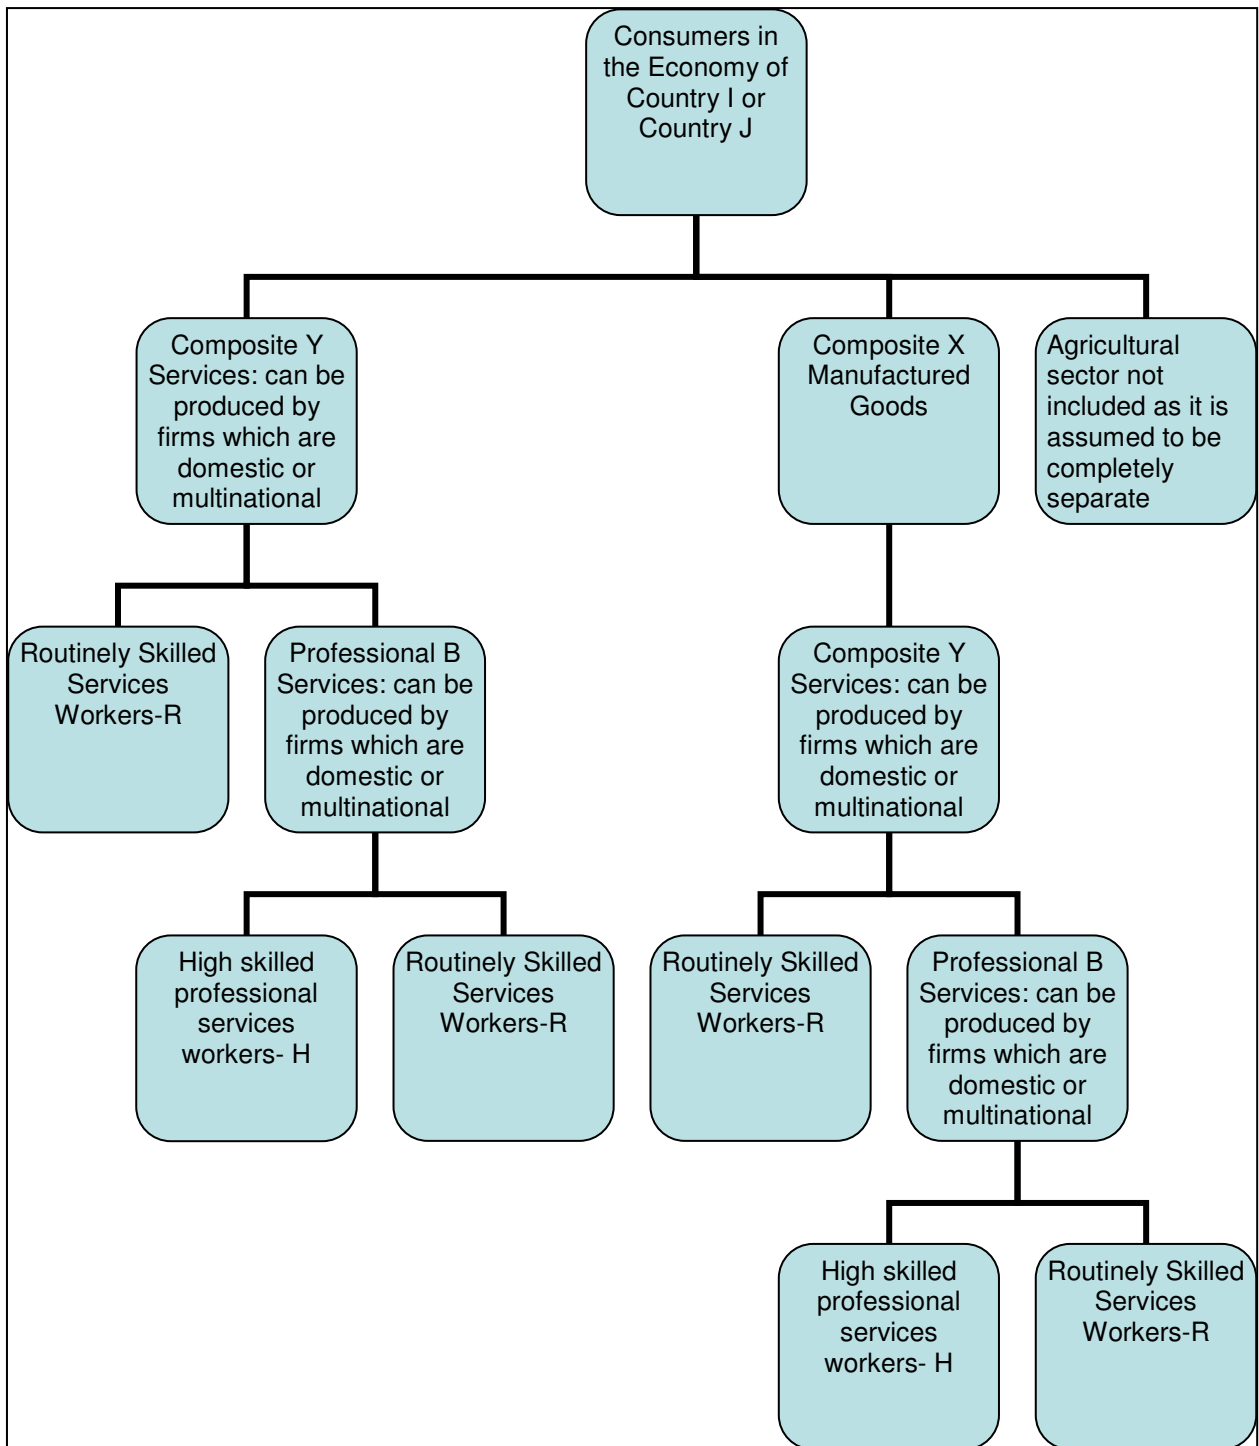 Consumers in
the Economy of
Country I or
Country J
Composite Y
Services: can be
produced by
firms which are
domestic or
multinational
Composite X
Manufactured
Goods
Agricultural
sector not
included as it is
assumed to be
completely
separate
Routinely Skilled
Services
Workers-R
Professional B
Services: can be
produced by
firms which are
domestic or
multinational
Composite Y
Services: can be
produced by
firms which are
domestic or
multinational
High skilled
professional
services
workers- H
Routinely Skilled
Services
Workers-R
Routinely Skilled
Services
Workers-R
Professional B
Services: can be
produced by
firms which are
domestic or
multinational
High skilled
professional
services
workers- H
Routinely Skilled
Services
Workers-R